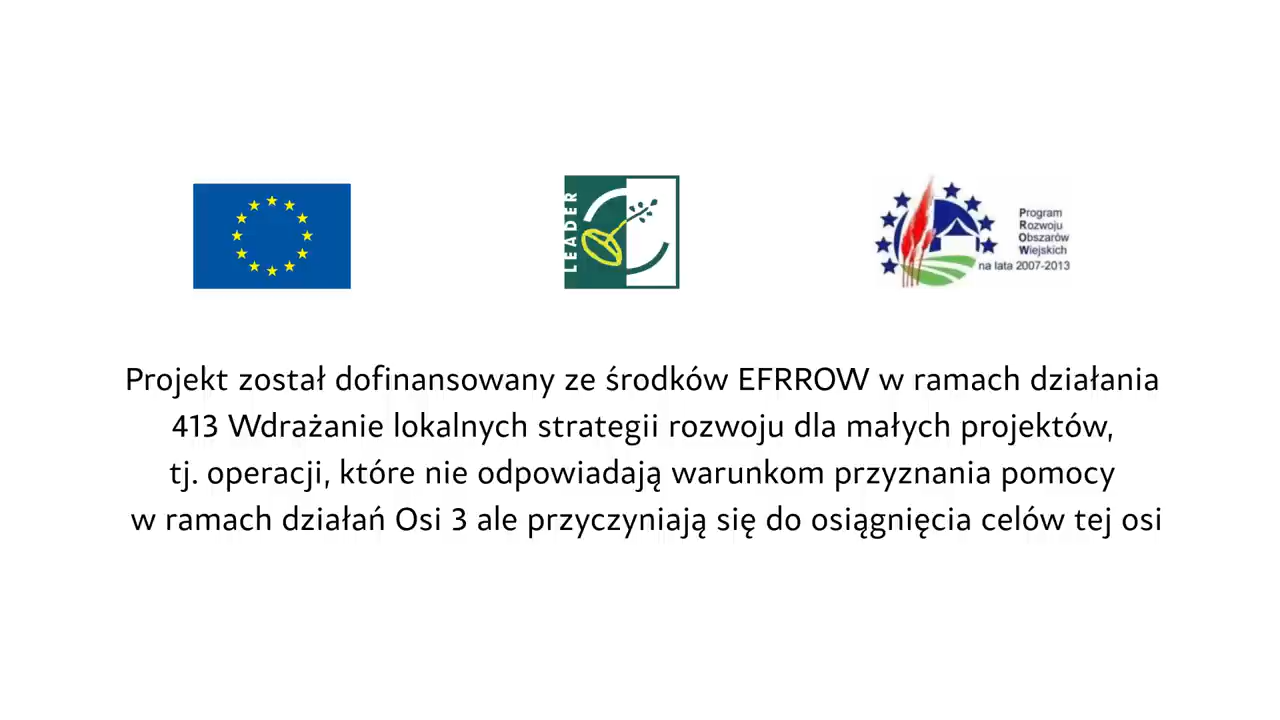 LEADER
Program
Rozwoju
Obszarów
Wiejskich
na lata 2007-2013
Projekt został dofinansowany ze środków EFRROW w ramach działania
413 Wdrażanie lokalnych strategii rozwoju dla małych projektów,
tj. operacji, które nie odpowiadają warunkom przyznania pomocy
w ramach działań Osi 3 ale przyczyniają się do osiągnięcia celów tej osi